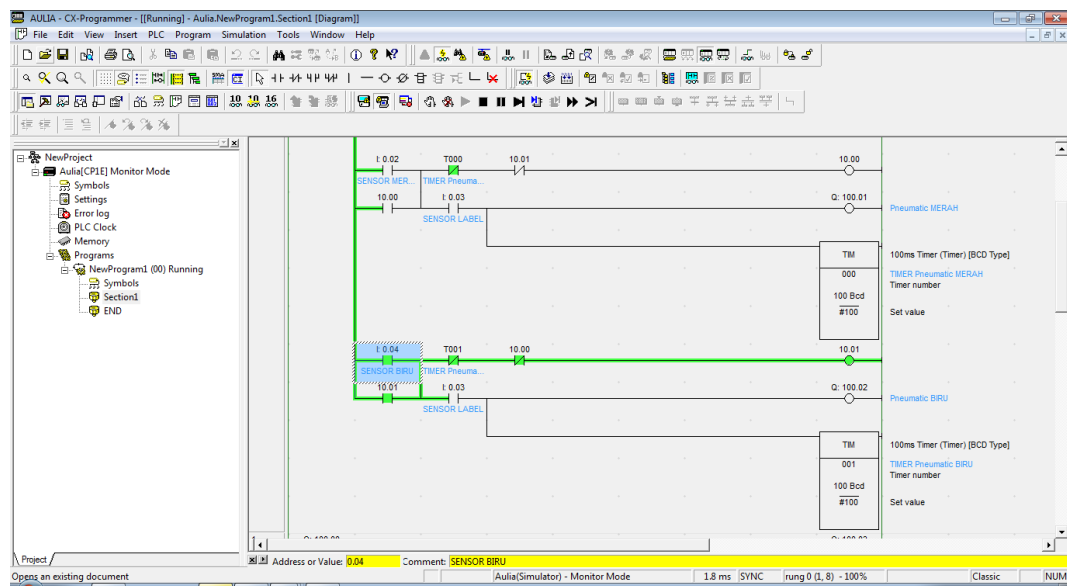 AULIA - CX-Programmer - [[Running] - Aulia.NewProgram1.Section1 [Diagram]]
File Edit View Insert PLC Program Simulation Tools Window Help
10 10 16
NewProject
Aulia[CP1E] Monitor Mode
Symbols
Settings
Error log
PLC Clock
Memory
Programs
NewProgram1 (00) Running
Symbols
Section1
END
Project
I: 0.02 T000 10.01 10.00
SENSOR MER... TIMER Pneuma...
10.00 I: 0.03 Q: 100.01
SENSOR LABEL Pneumatic MERAH
TIM 100ms Timer (Timer) [BCD Type]
000 TIMER Pneumatic MERAH
Timer number
100 Bcd
#100 Set value
I: 0.04 T001 10.00 10.01
SENSOR BIRU TIMER Pneuma...
10.01 I: 0.03 Q: 100.02
SENSOR LABEL Pneumatic BIRU
TIM 100ms Timer (Timer) [BCD Type]
001 TIMER Pneumatic BIRU
Timer number
100 Bcd
#100 Set value
Address or Value: 0.04 Comment: SENSOR BIRU
Opens an existing document Aulia(Simulator) - Monitor Mode 1.8 ms SYNC rung 0 (1, 8) - 100% Classic NUM